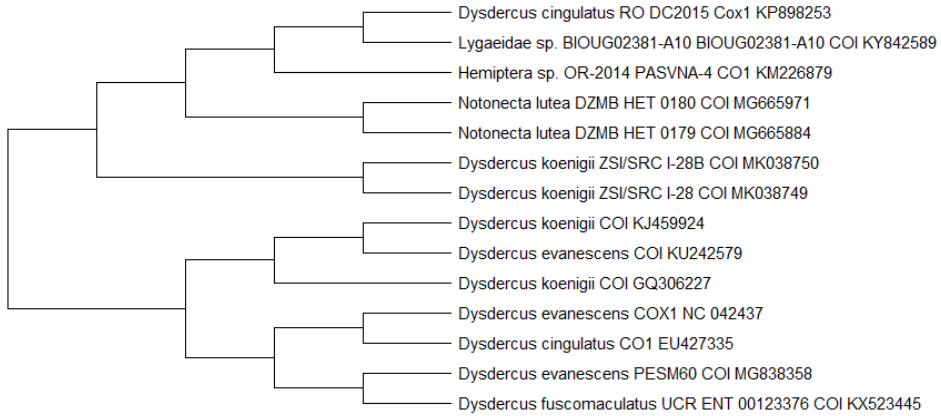 Dysdercus cingulatus RO DC2015 Cox1 KP898253
Lygaeidae sp. BIOUG02381-A10 BIOUG02381-A10 COI KY842589
Hemiptera sp. OR-2014 PASVNA-4 CO1 KM226879
Notonecta lutea DZMB HET 0180 COI MG665971
Notonecta lutea DZMB HET 0179 COI MG665884
Dysdercus koenigii ZSI/SRC I-28B COI MK038750
Dysdercus koenigii ZSI/SRC I-28 COI MK038749
Dysdercus koenigii COI KJ459924
Dysdercus evanescens COI KU242579
Dysdercus koenigii COI GQ306227
Dysdercus evanescens COX1 NC 042437
Dysdercus cingulatus CO1 EU427335
Dysdercus evanescens PESM60 COI MG838358
Dysdercus fuscomaculatus UCR ENT 00123376 COI KX523445